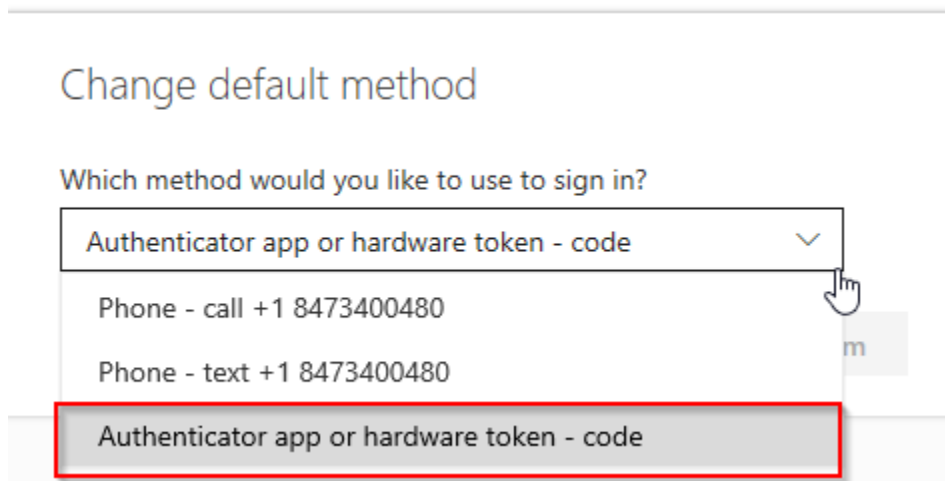 Change default method
Which method would you like to use to sign in?
Authenticator app or hardware token - code
Phone - call +1 8473400480
Phone - text +1 8473400480
Authenticator app or hardware token - code